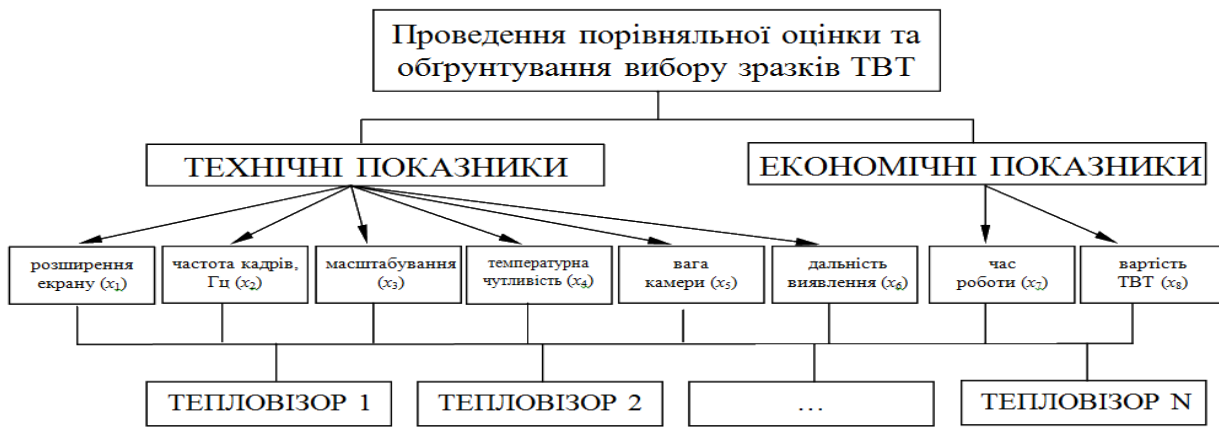 Проведення порівняльної оцінки та
обґрунтування вибору зразків ТВТ
ТЕХНІЧНІ ПОКАЗНИКИ
ЕКОНОМІЧНІ ПОКАЗНИКИ
розширення
екрану (x₁)
частота кадрів,
Гц (x₂)
масштабування
(x₃)
температурна
чутливість (x₄)
вага
камери (x₅)
дальність
виявлення (x₆)
час
роботи (x₇)
вартість
ТВТ (x₈)
ТЕПЛОВІЗОР 1
ТЕПЛОВІЗОР 2
…
ТЕПЛОВІЗОР N